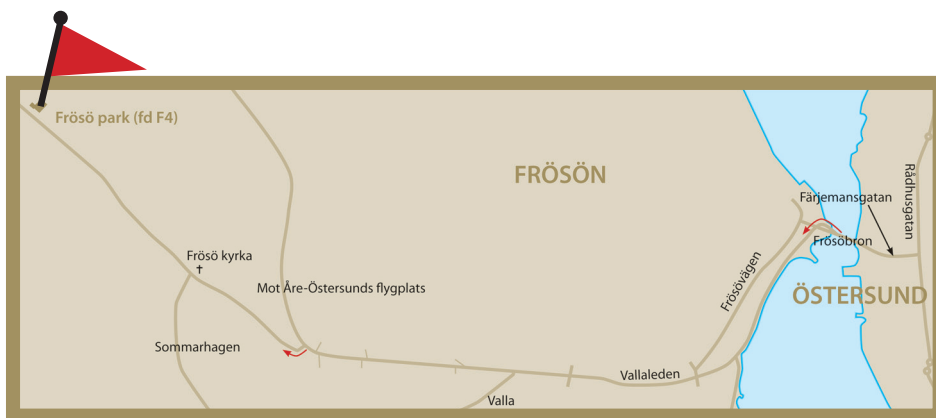 Frösö park (fd F4)
FRÖSÖN
Färjemansgatan
Rådhusgatan
Frösöbron
Frösö kyrka
Frösövägen
Mot Åre-Östersunds flygplats
ÖSTERSUND
Sommarhagen
Vallaleden
Valla